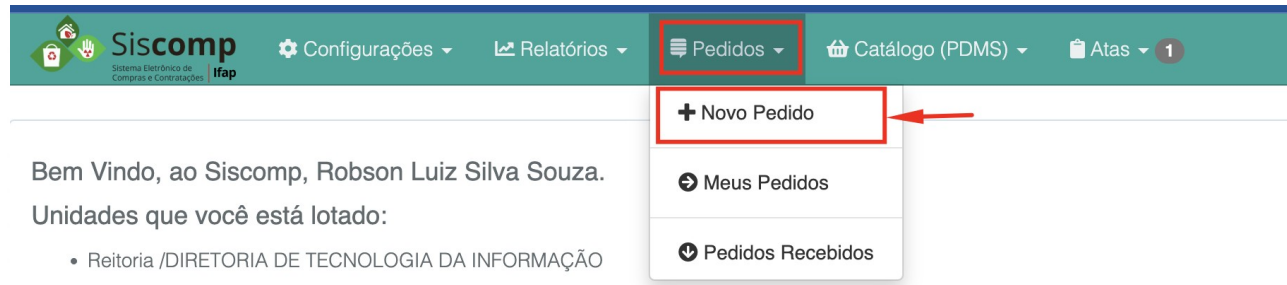 Siscomp
Sistema Eletrônico de
Compras e Contratações
Ifap
Configurações
Relatórios
Pedidos
Catálogo (PDMS)
Atas
1
Novo Pedido
Meus Pedidos
Pedidos Recebidos
Bem Vindo, ao Siscomp, Robson Luiz Silva Souza.
Unidades que você está lotado:
• Reitoria /DIRETORIA DE TECNOLOGIA DA INFORMAÇÃO